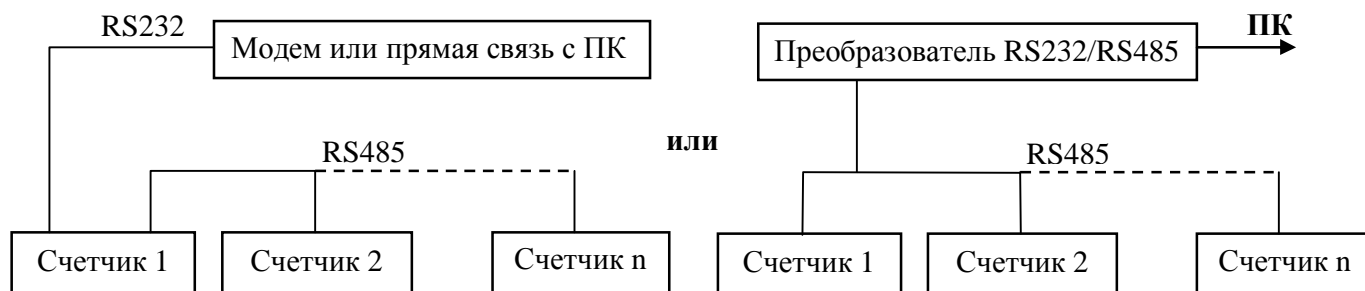 RS232
Модем или прямая связь с ПК
RS485
Счетчик 1
Счетчик 2
Счетчик n
или
Преобразователь RS232/RS485
ПК
RS485
Счетчик 1
Счетчик 2
Счетчик n